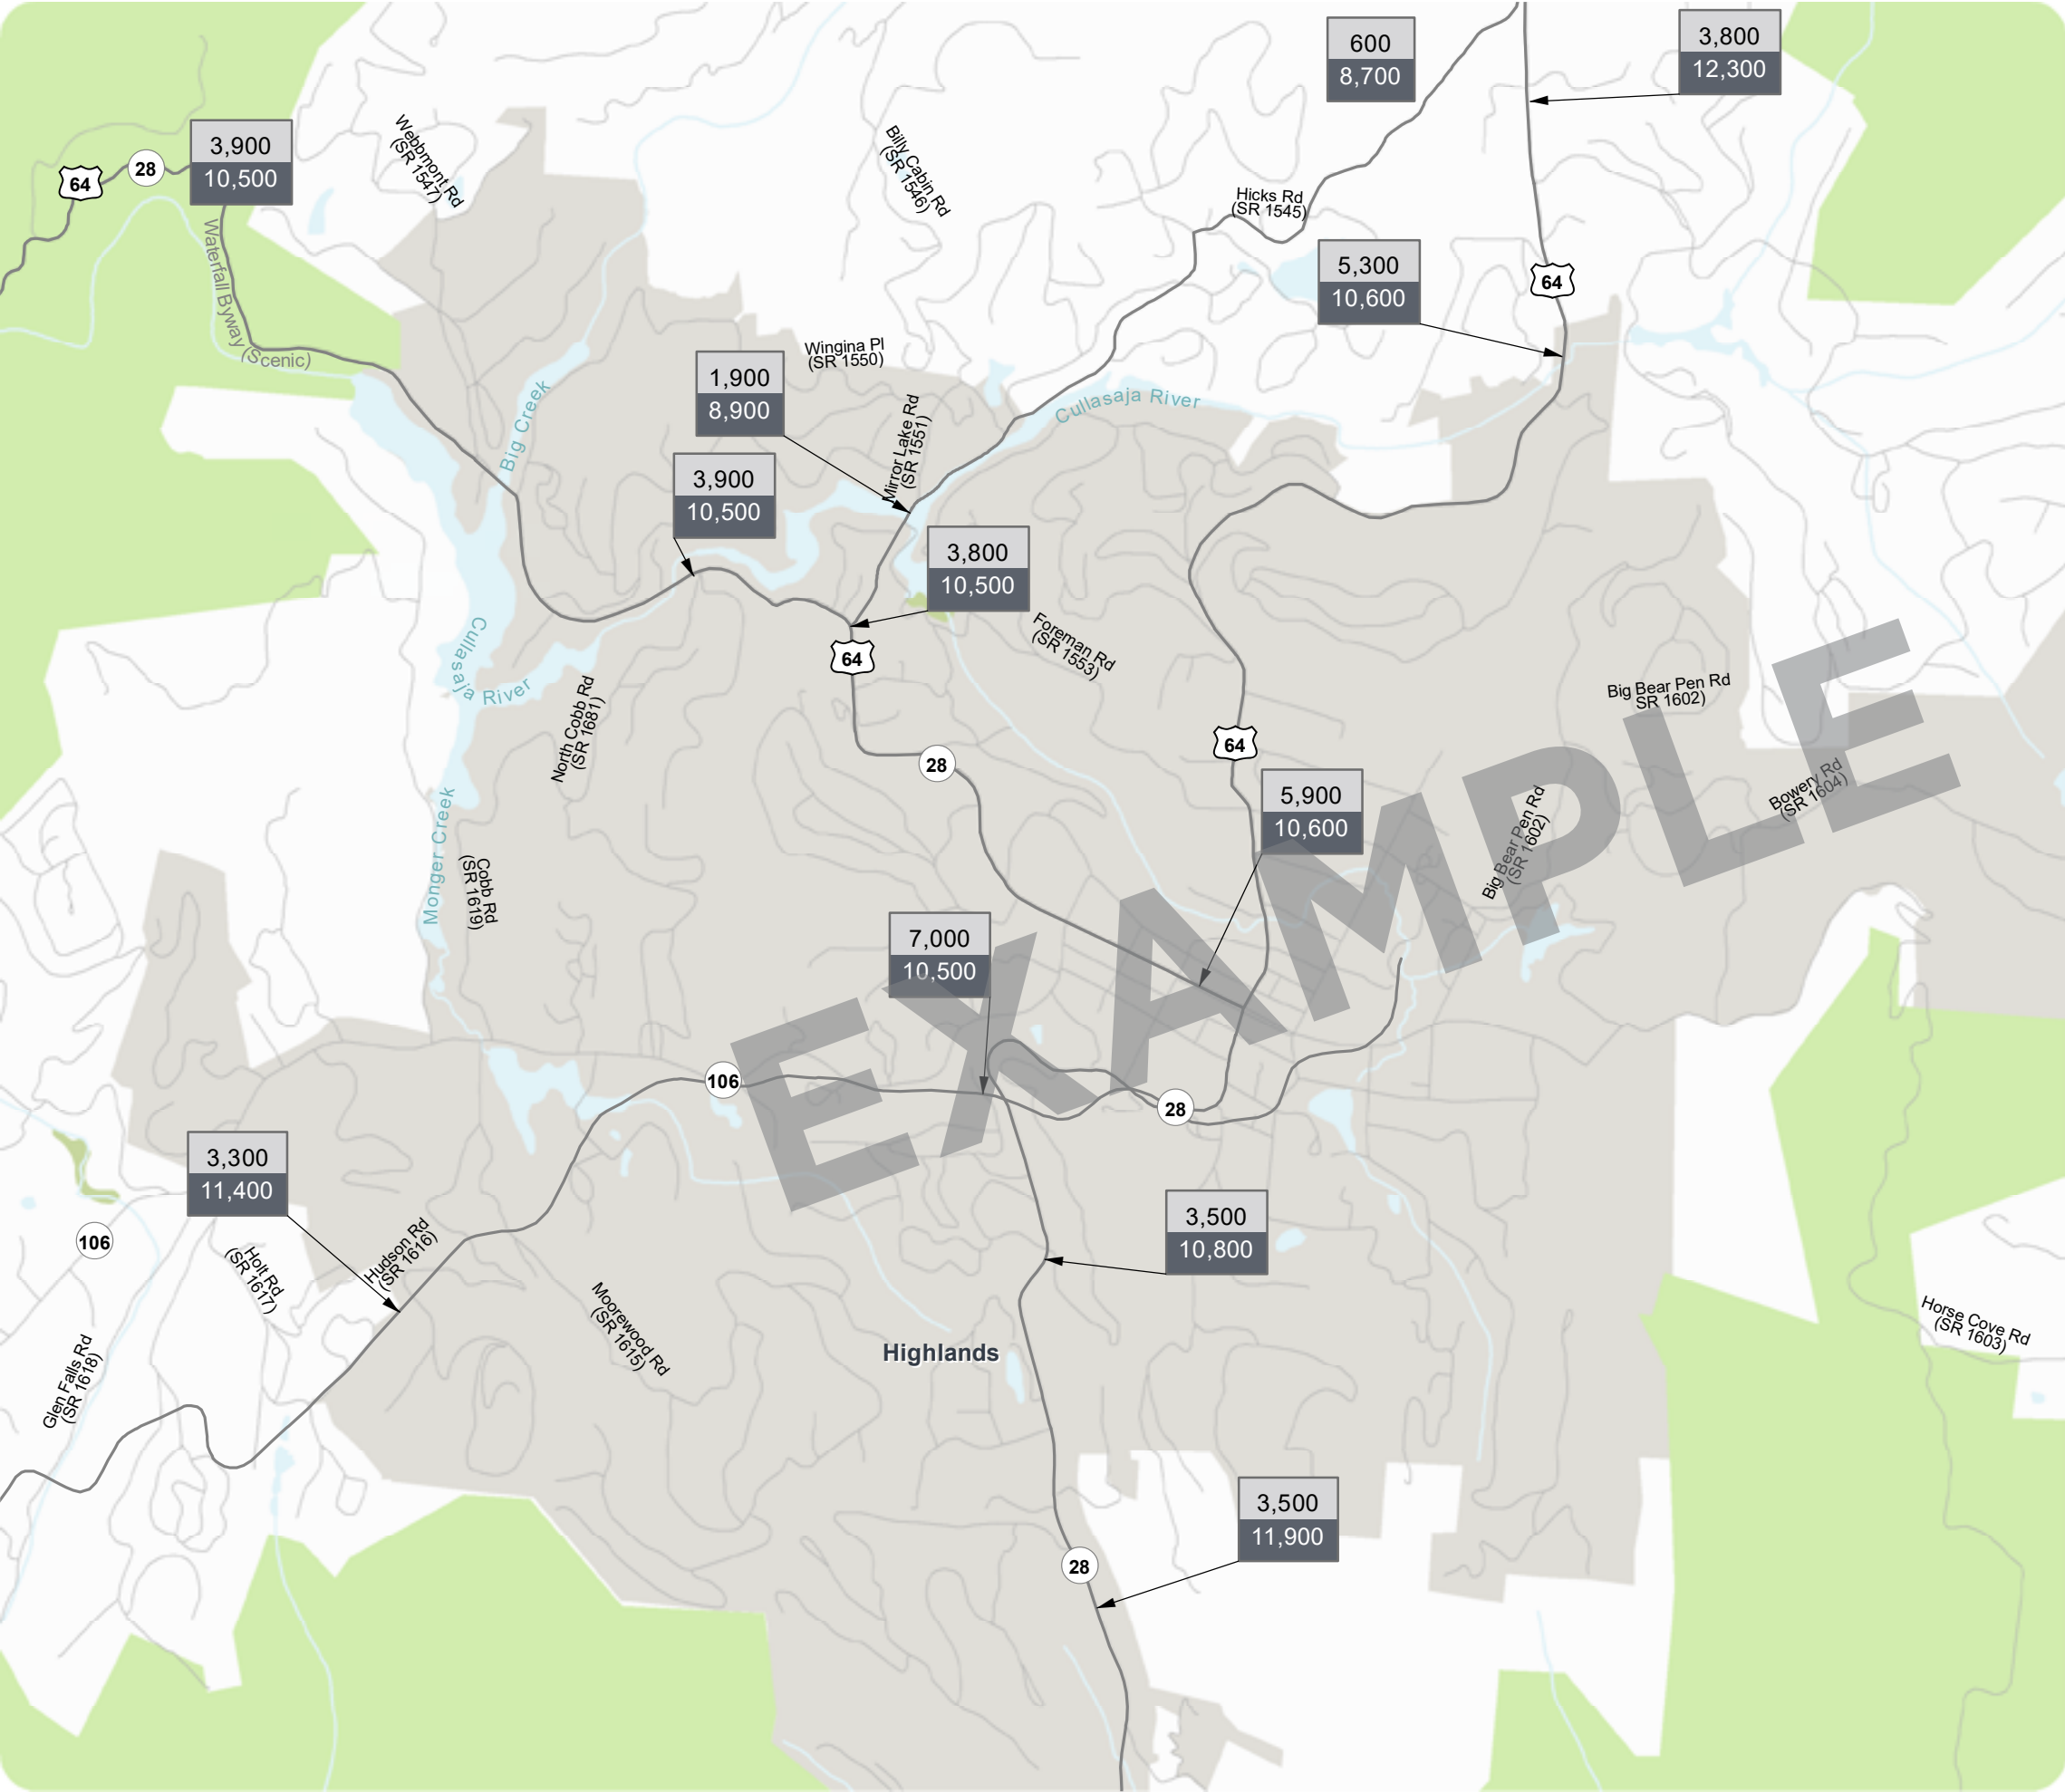 600
8,700
3,800
12,300
3,900
10,500
64
28
Webbmont Rd
(SR 1547)
Billy Cabin Rd
(SR 1546)
Hicks Rd
(SR 1545)
Waterfall Byway (Scenic)
5,300
10,600
64
Wingina Pl
(SR 1550)
1,900
8,900
Mirror Lake Rd
(SR 1551)
Big Creek
Cullasaja River
3,900
10,500
3,800
10,500
64
Foreman Rd
(SR 1553)
Cullasaja River
North Cobb Rd
(SR 1681)
Big Bear Pen Rd
SR 1602)
64
28
5,900
10,600
Bowery Rd
(SR 1604)
Big Bear Pen Rd
(SR 1602)
Monger Creek
Cobb Rd
(SR 1619)
7,000
10,500
EXAMPLE
106
28
3,300
11,400
106
Holt Rd
(SR 1617)
Hudson Rd
(SR 1616)
3,500
10,800
Moorewood Rd
(SR 1615)
Highlands
Glen Falls Rd
(SR 1618)
Horse Cove Rd
(SR 1603)
3,500
11,900
28